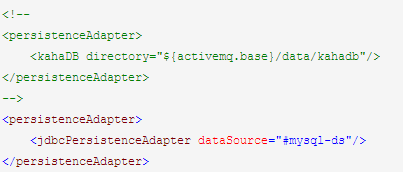 <!--
<persistenceAdapter>
    <kahaDB directory="${activemq.base}/data/kahadb"/>
</persistenceAdapter>
-->
<persistenceAdapter>
    <jdbcPersistenceAdapter dataSource="#mysql-ds"/>
</persistenceAdapter>